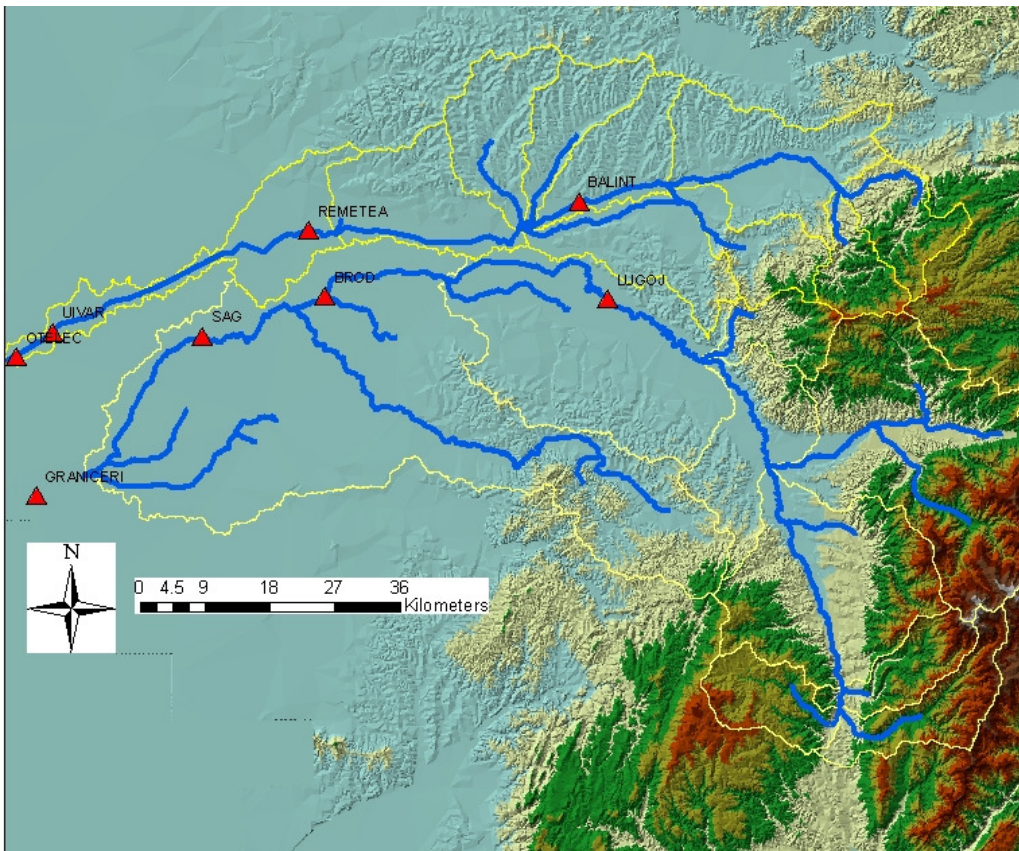 BALINT
REMETEA
BROD
LUGOJ
UIVAR
SAG
OTELEC
GRANICERI
N
0 4.5 9 18 27 36
Kilometers